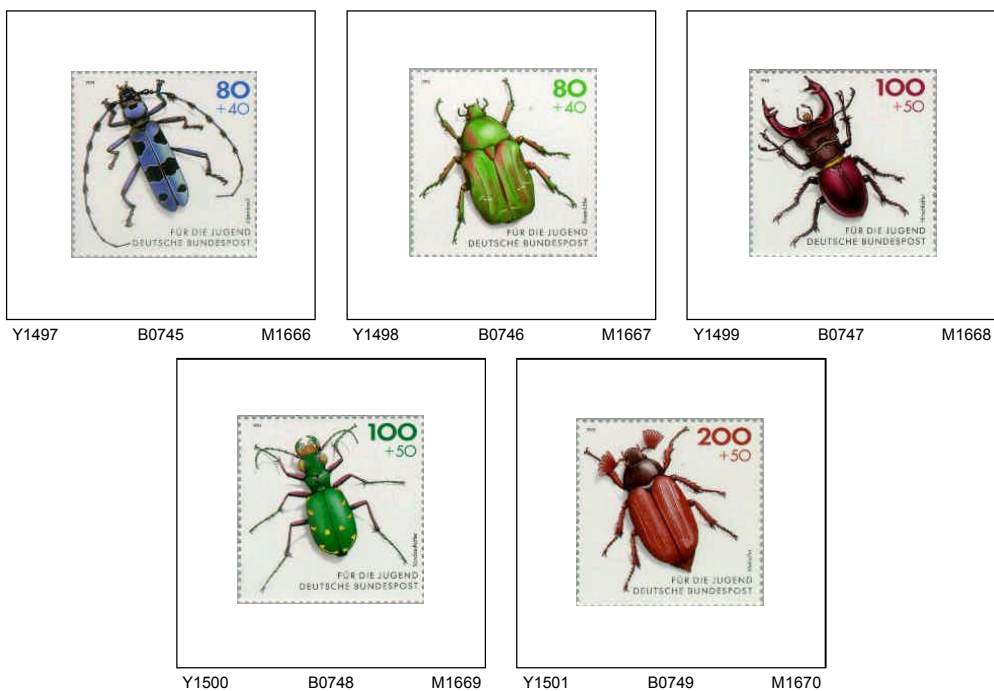 80
+40
FÜR DIE JUGEND
DEUTSCHE BUNDESPOST
80
+40
FÜR DIE JUGEND
DEUTSCHE BUNDESPOST
100
+50
FÜR DIE JUGEND
DEUTSCHE BUNDESPOST
Y1497 B0745 M1666
Y1498 B0746 M1667
Y1499 B0747 M1668
100
+50
FÜR DIE JUGEND
DEUTSCHE BUNDESPOST
200
+50
FÜR DIE JUGEND
DEUTSCHE BUNDESPOST
Y1500 B0748 M1669
Y1501 B0749 M1670